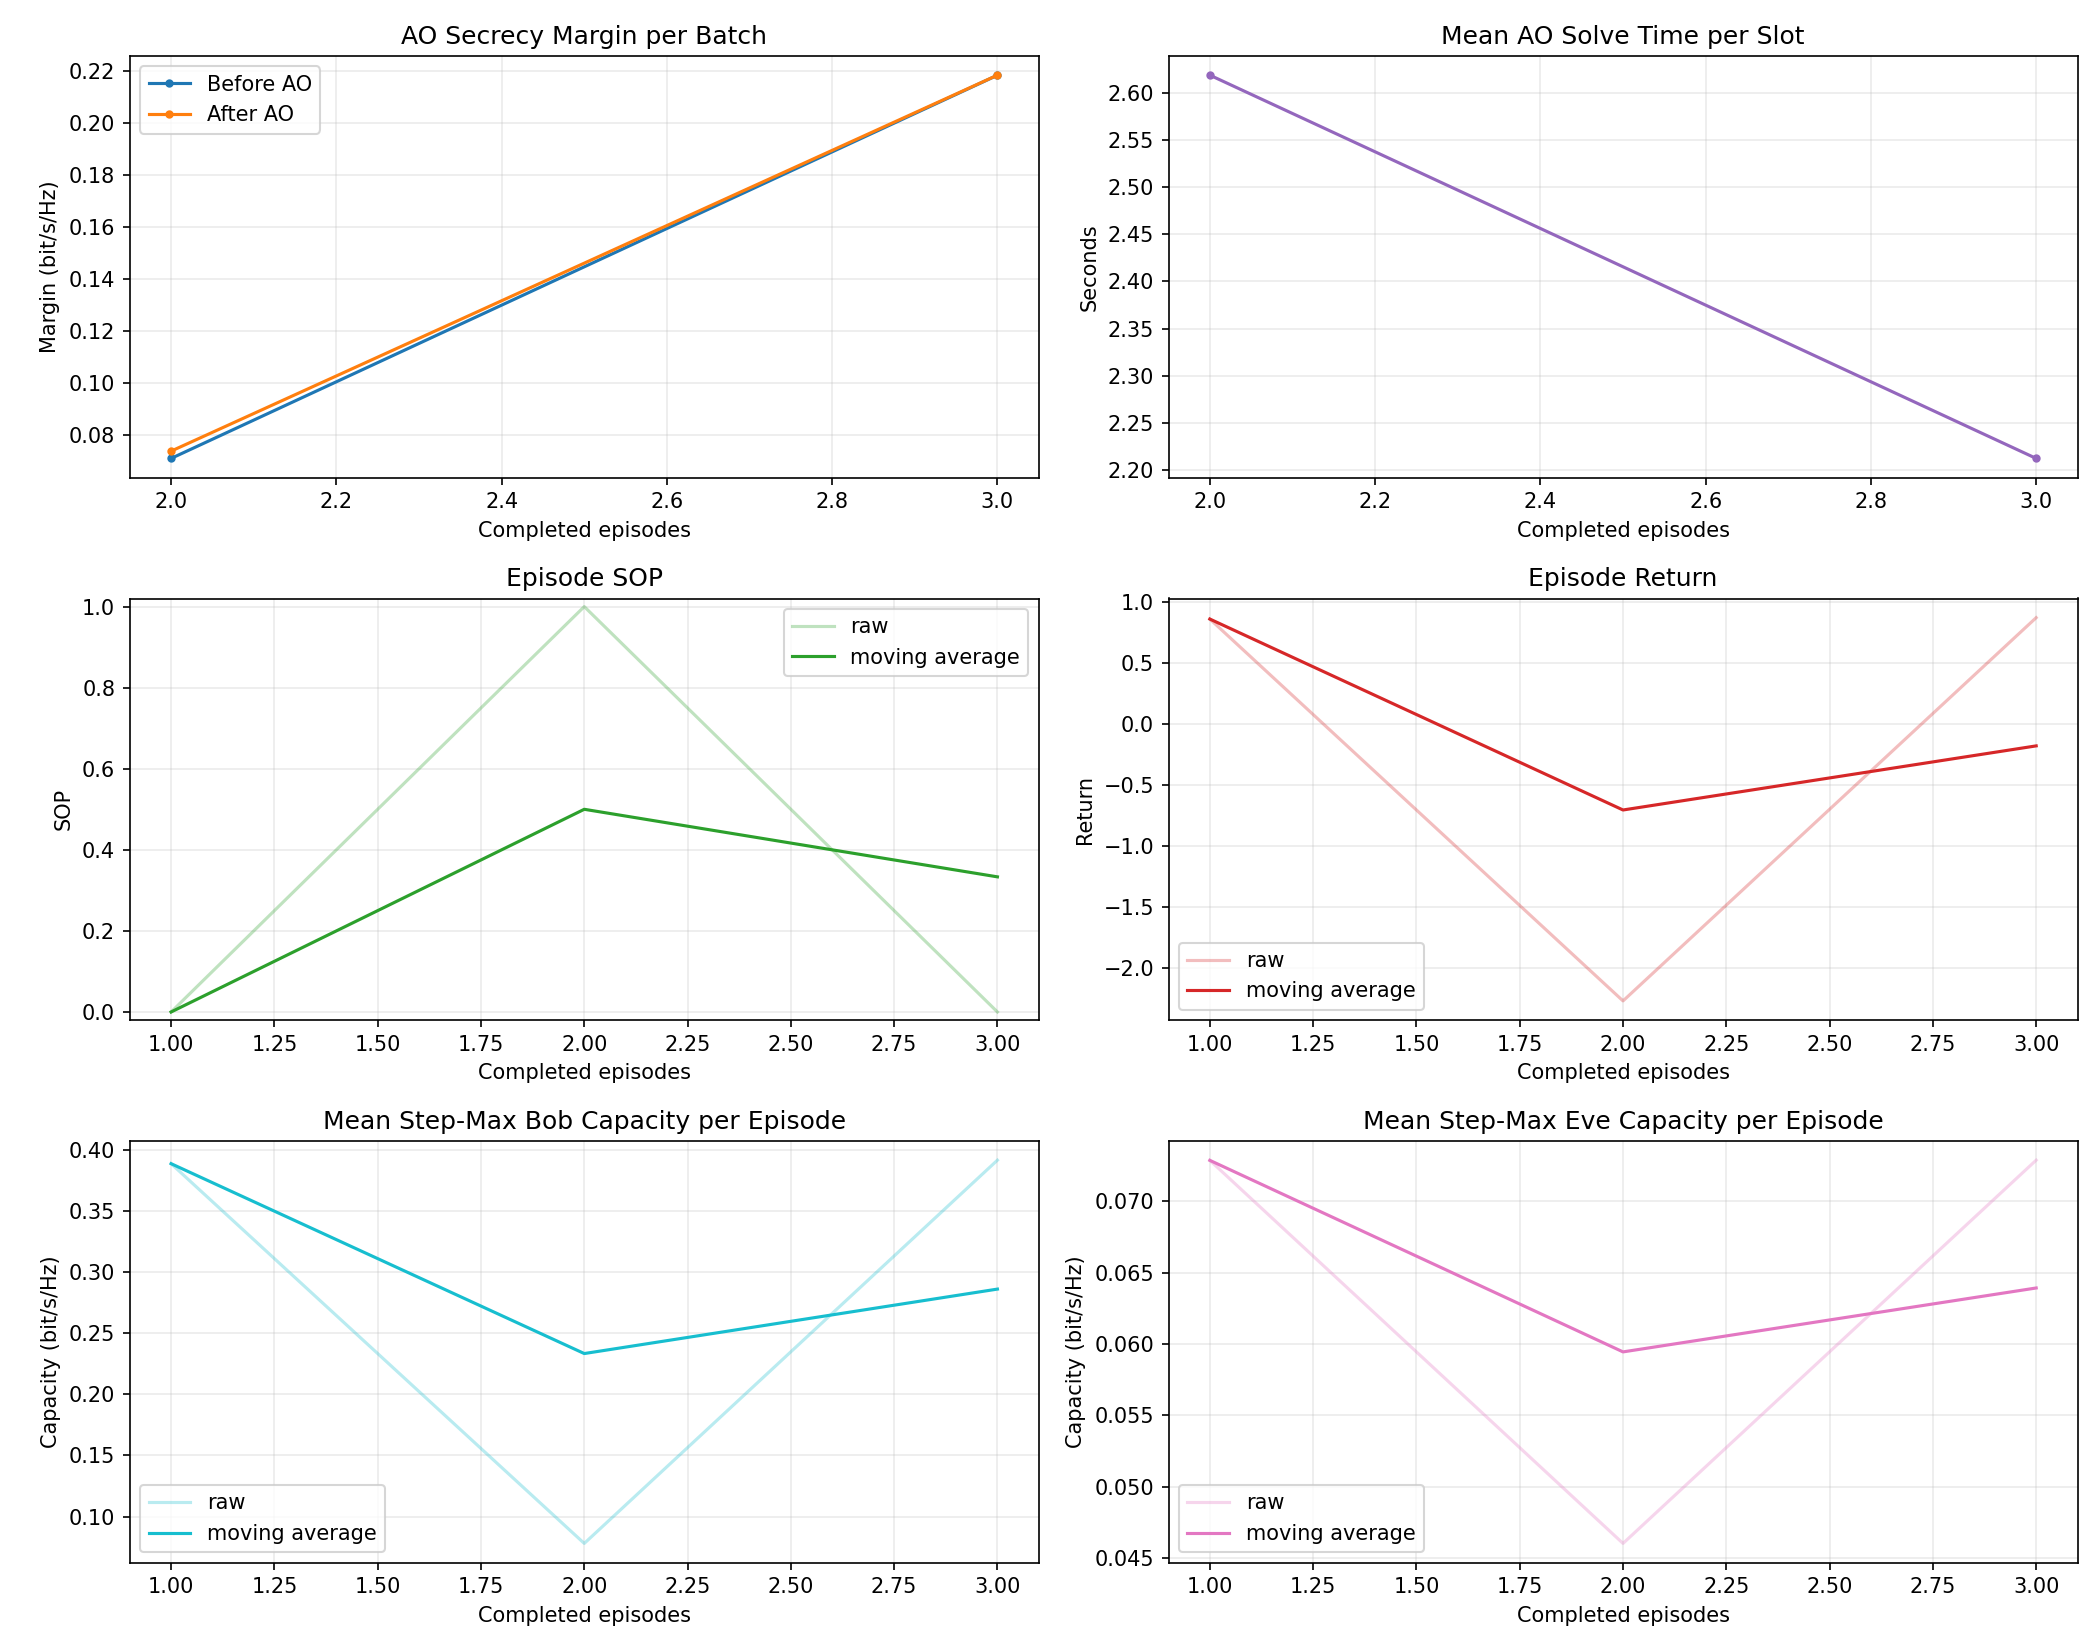 AO Secrecy Margin per Batch
Margin (bit/s/Hz)
0.22
0.20
0.18
0.16
0.14
0.12
0.10
0.08
Before AO
After AO
2.0 2.2 2.4 2.6 2.8 3.0
Completed episodes
Mean AO Solve Time per Slot
Seconds
2.60
2.55
2.50
2.45
2.40
2.35
2.30
2.25
2.20
2.0 2.2 2.4 2.6 2.8 3.0
Completed episodes
Episode SOP
SOP
1.0
0.8
0.6
0.4
0.2
0.0
raw
moving average
1.00 1.25 1.50 1.75 2.00 2.25 2.50 2.75 3.00
Completed episodes
Episode Return
Return
1.0
0.5
0.0
−0.5
−1.0
−1.5
−2.0
raw
moving average
1.00 1.25 1.50 1.75 2.00 2.25 2.50 2.75 3.00
Completed episodes
Mean Step-Max Bob Capacity per Episode
Capacity (bit/s/Hz)
0.40
0.35
0.30
0.25
0.20
0.15
0.10
raw
moving average
1.00 1.25 1.50 1.75 2.00 2.25 2.50 2.75 3.00
Completed episodes
Mean Step-Max Eve Capacity per Episode
Capacity (bit/s/Hz)
0.070
0.065
0.060
0.055
0.050
0.045
raw
moving average
1.00 1.25 1.50 1.75 2.00 2.25 2.50 2.75 3.00
Completed episodes